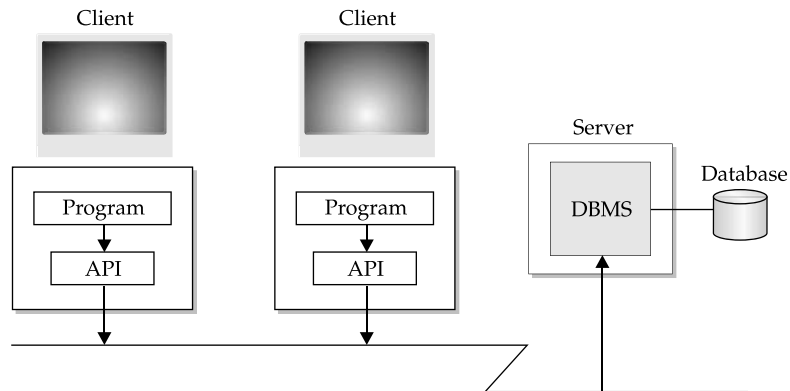 Client
Client
Server
Database
Program
Program
DBMS
API
API